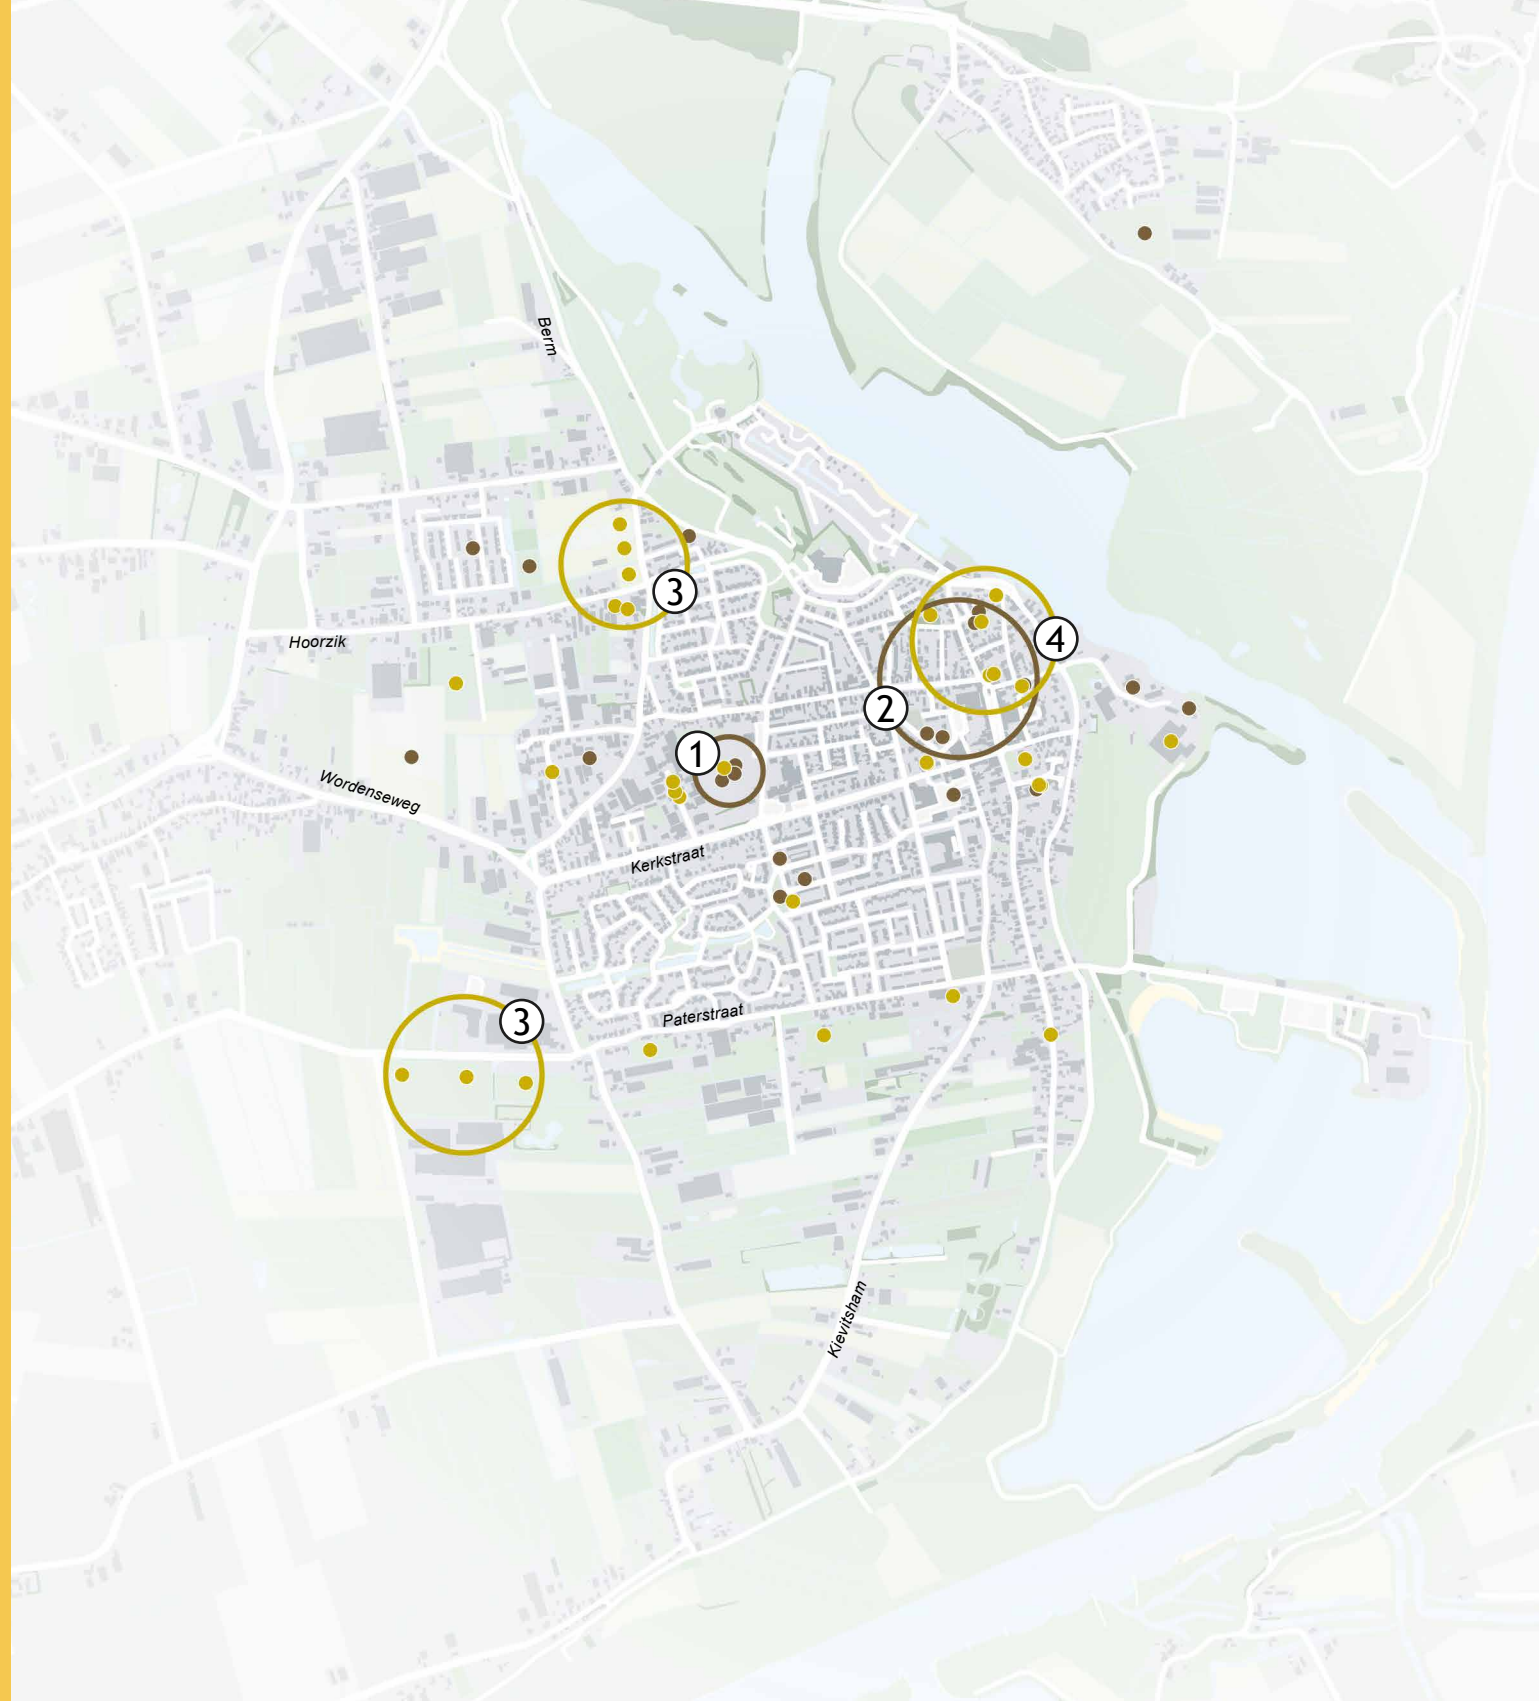 Berm
3
Hoorzik
4
2
1
Wordenseweg
Kerkstraat
Paterstraat
3
Kievitsham